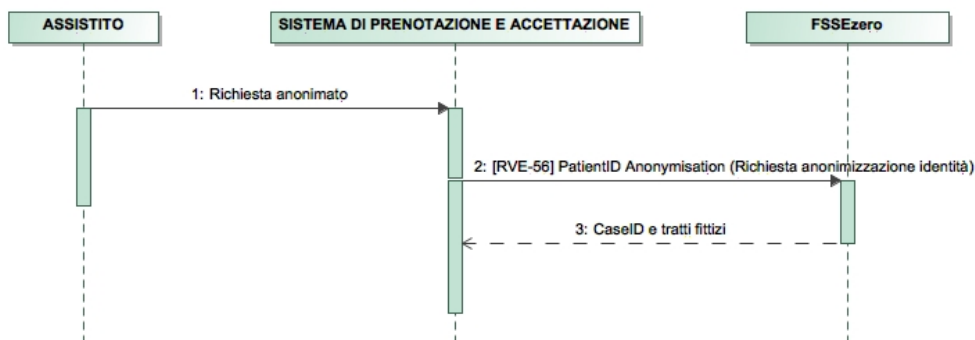 ASSISTITO
SISTEMA DI PRENOTAZIONE E ACCETTAZIONE
FSSEzero
1: Richiesta anonimato
2: [RVE-56] PatientID Anonymisation (Richiesta anonimizzazione identità)
3: CaseID e tratti fittizi